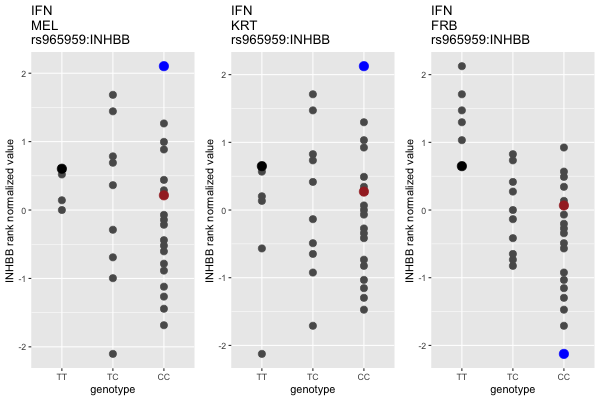 IFN
MEL
rs965959:INHBB
INHBB rank normalized value
2
1
0
-1
-2
TT
TC
CC
genotype
IFN
KRT
rs965959:INHBB
INHBB rank normalized value
2
1
0
-1
-2
TT
TC
CC
genotype
IFN
FRB
rs965959:INHBB
INHBB rank normalized value
2
1
0
-1
-2
TT
TC
CC
genotype